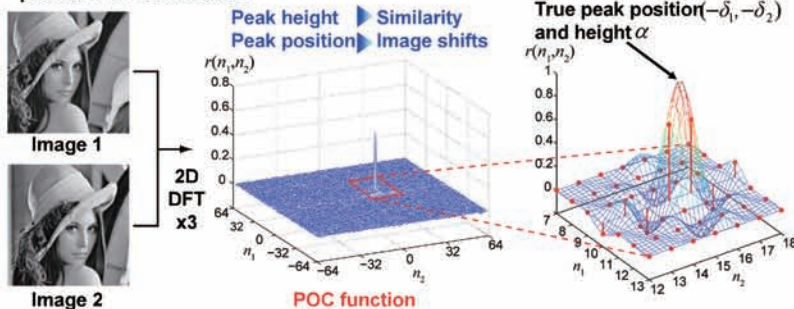 Peak height Similarity
Peak position Image shifts
True peak position (−δ₁, −δ₂)
and height α
Image 1
Image 2
2D
DFT
x3
r(n₁,n₂)
0.8
0.6
0.4
0.2
0
64
32
0
−32
−64
n₁
−64
−32
0
32
64
n₂
POC function
r(n₁,n₂)
1
0.8
0.6
0.4
0.2
0
7
8
9
10
11
12
13
n₁
12
13
14
15
16
17
18
n₂